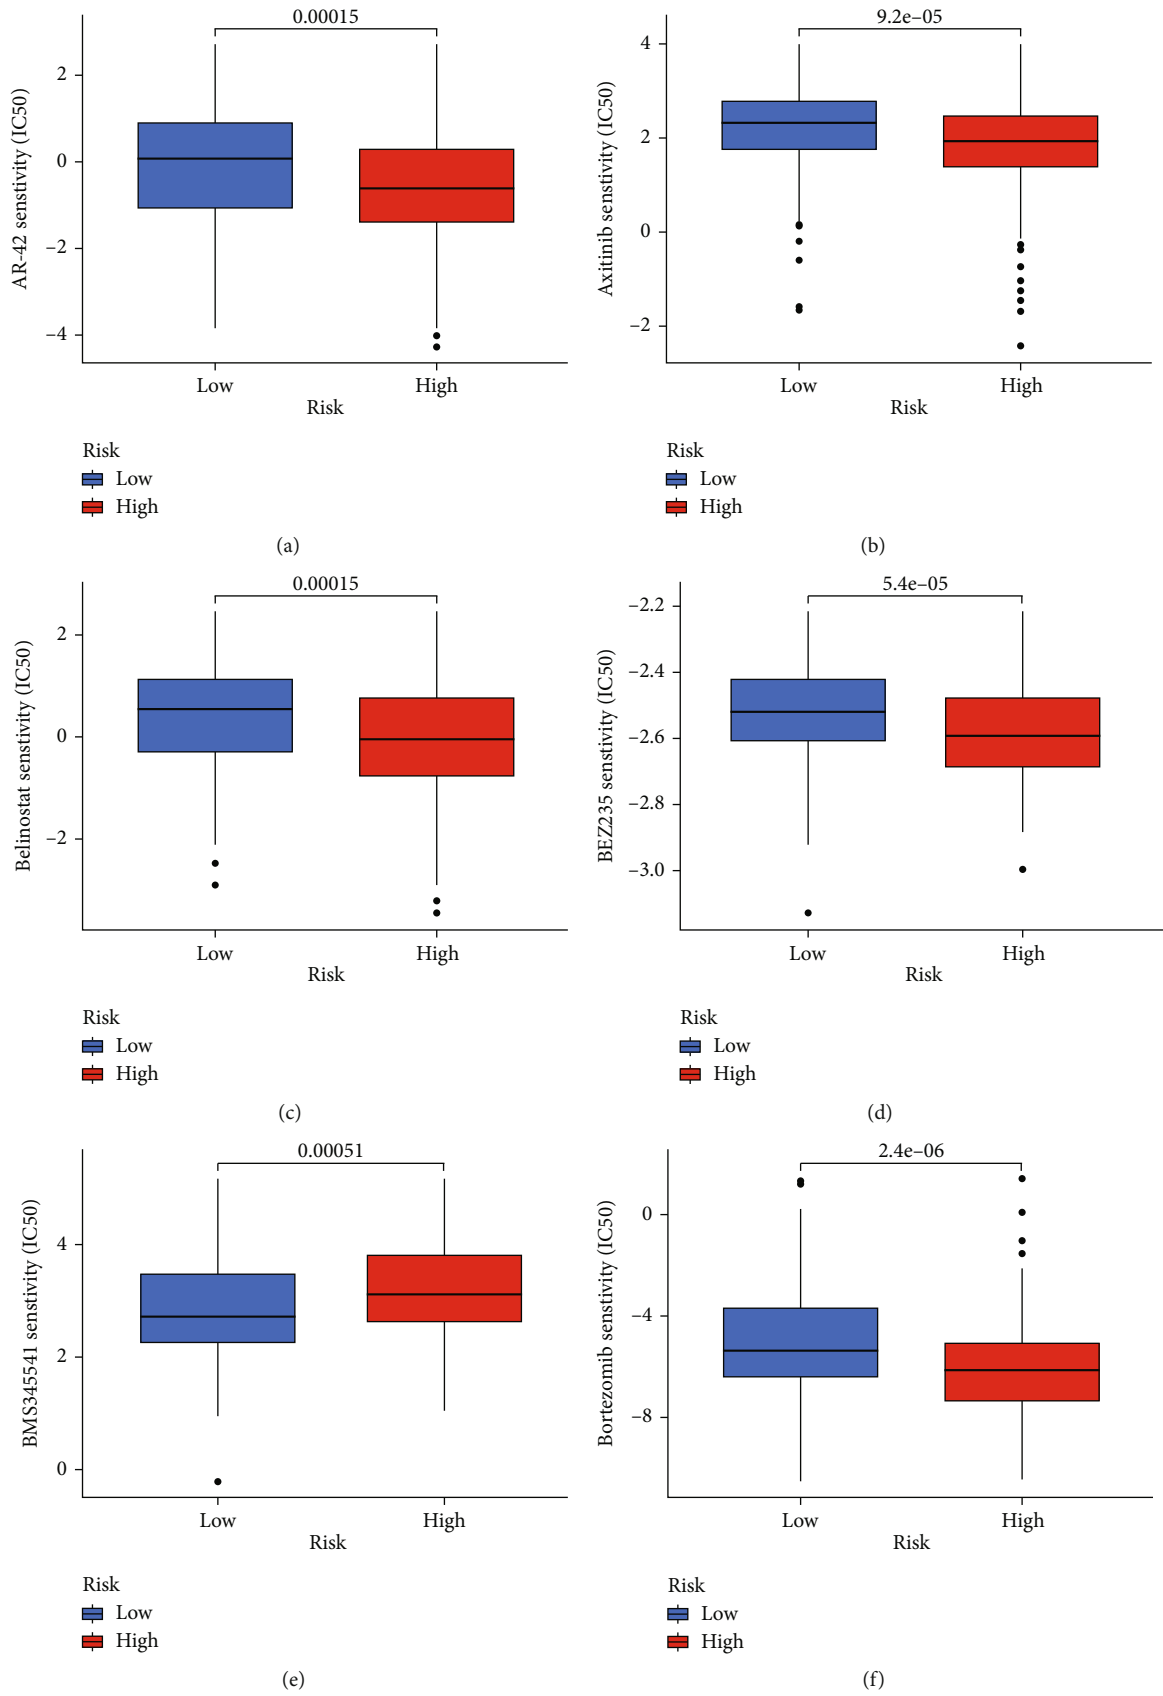 0.00015
AR-42 senstivity (IC50)
2
0
−2
−4
Low
High
Risk
Risk
Low
High
(a)
9.2e−05
Axitinib senstivity (IC50)
4
2
0
−2
Low
High
Risk
Risk
Low
High
(b)
0.00015
Belinostat senstivity (IC50)
2
0
−2
Low
High
Risk
Risk
Low
High
(c)
5.4e−05
BEZ235 senstivity (IC50)
−2.2
−2.4
−2.6
−2.8
−3.0
Low
High
Risk
Risk
Low
High
(d)
0.00051
BMS345541 senstivity (IC50)
4
2
0
Low
High
Risk
Risk
Low
High
(e)
2.4e−06
Bortezomib senstivity (IC50)
0
−4
−8
Low
High
Risk
Risk
Low
High
(f)